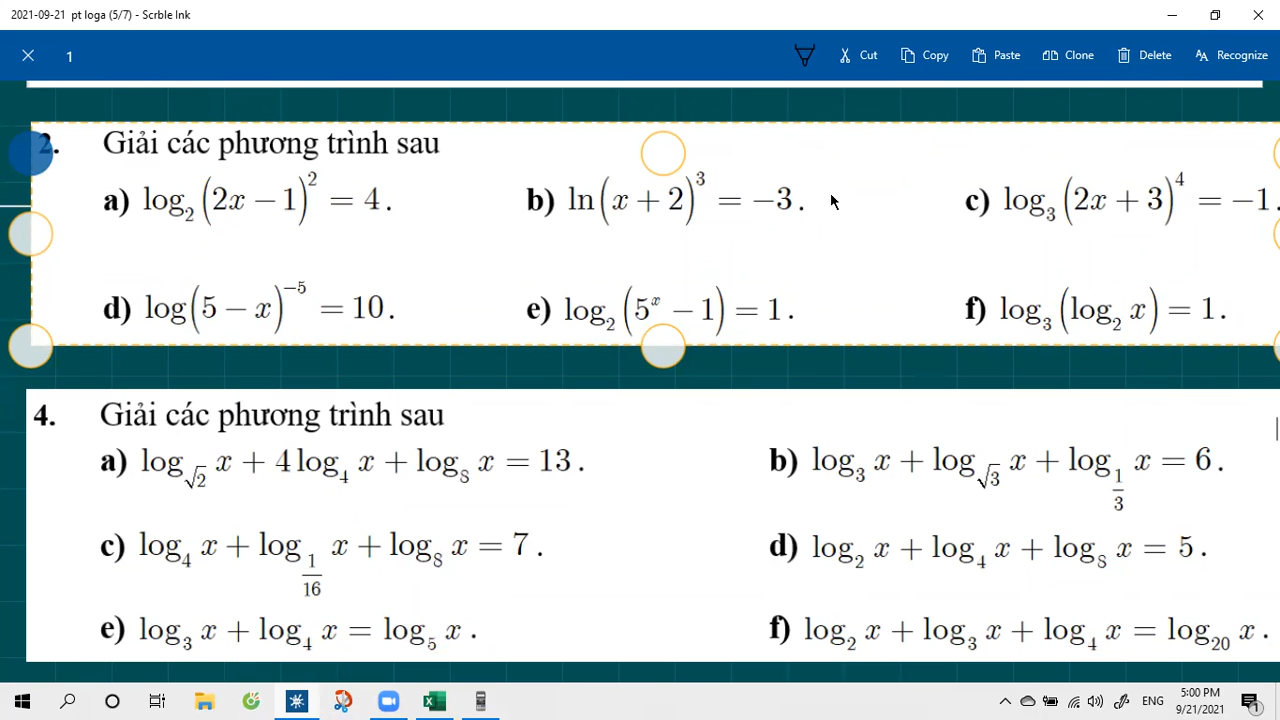 2021-09-21 pt loga (5/7) - Scrble Ink
1 Cut Copy Paste Clone Delete Recognize
2. Giải các phương trình sau
a) log₂(2x − 1)² = 4. b) ln(x + 2)³ = −3. c) log₃(2x + 3)⁴ = −1.
d) log(5 − x)⁻⁵ = 10. e) log₂(5ˣ − 1) = 1. f) log₃(log₂ x) = 1.
4. Giải các phương trình sau
a) log_√2 x + 4log₄ x + log₈ x = 13. b) log₃ x + log_√3 x + log_1/3 x = 6.
c) log₄ x + log_1/16 x + log₈ x = 7. d) log₂ x + log₄ x + log₈ x = 5.
e) log₃ x + log₄ x = log₅ x. f) log₂ x + log₃ x + log₄ x = log₂₀ x.
ENG 5:00 PM
9/21/2021 1